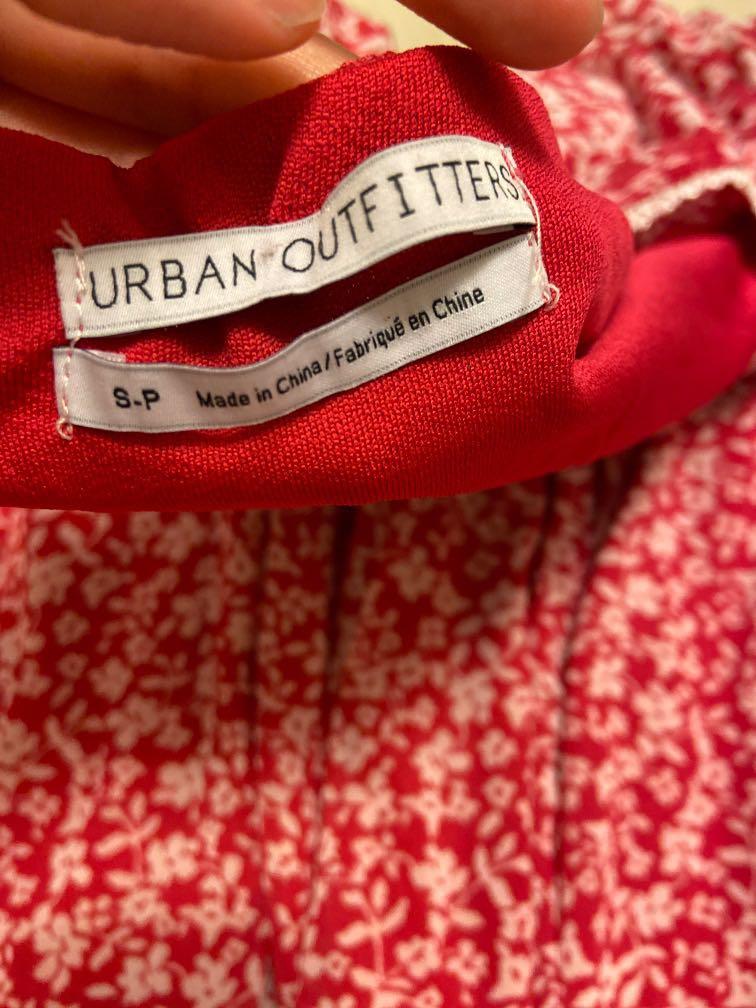 URBAN OUTFITTERS
S-P Made in China/Fabriqué en Chine